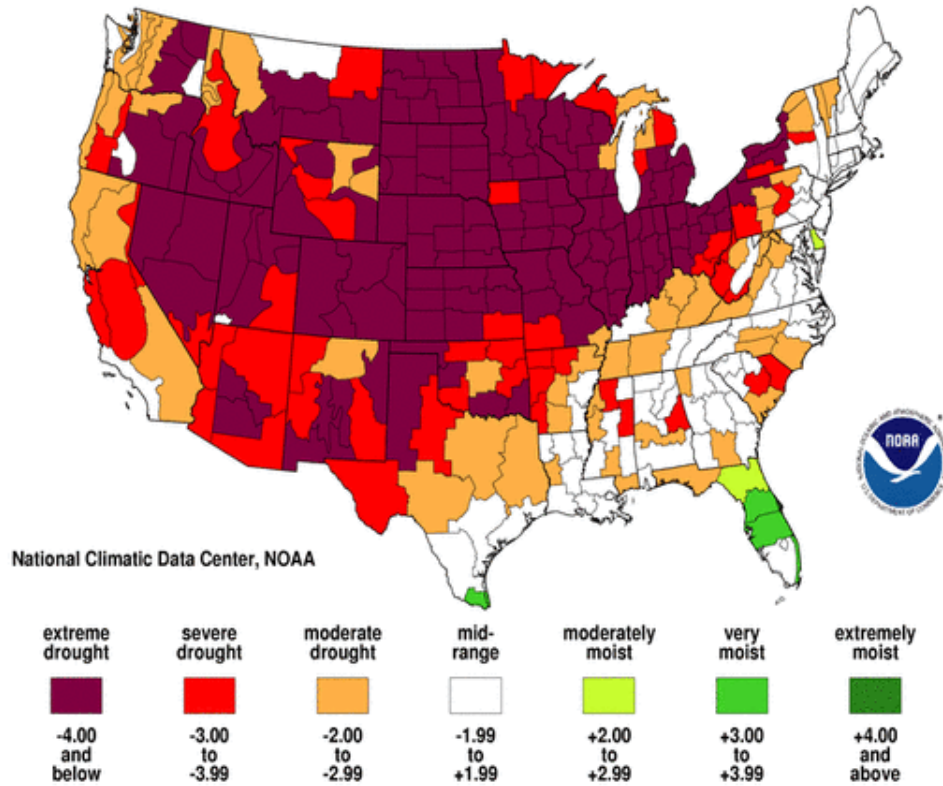 NOAA
National Climatic Data Center, NOAA
extreme drought
severe drought
moderate drought
mid-range
moderately moist
very moist
extremely moist
-4.00 and below
-3.00 to -3.99
-2.00 to -2.99
-1.99 to +1.99
+2.00 to +2.99
+3.00 to +3.99
+4.00 and above